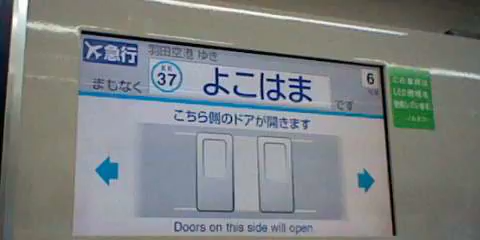 急行 羽田空港 ゆき
まもなく 37 よこはま です 6
こちら側のドアが開きます
Doors on this side will open